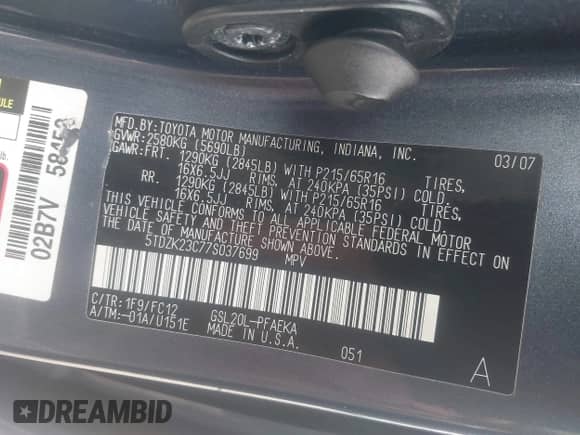 MFD.BY:TOYOTA MOTOR MANUFACTURING, INDIANA, INC. 03/07
GVWR:2580KG (5690LB)
GAWR:FRT. 1290KG (2845LB) WITH P215/65R16 TIRES,
16X6.5JJ RIMS, AT 240KPA (35PSI) COLD
RR. 1290KG (2845LB) WITH P215/65R16 TIRES,
16X6.5JJ RIMS, AT 240KPA (35PSI) COLD
THIS VEHICLE CONFORMS TO ALL APPLICABLE FEDERAL MOTOR
VEHICLE SAFETY AND THEFT PREVENTION STANDARDS IN EFFECT ON
THE DATE OF MANUFACTURE SHOWN ABOVE.
5TDZK23C77S037699 MPV
C/TR:1F9/FC12 GSL20L-PFAEKA
A/TM:-01A/U151E MADE IN U.S.A.
051
A
02B7V
DREAMBID